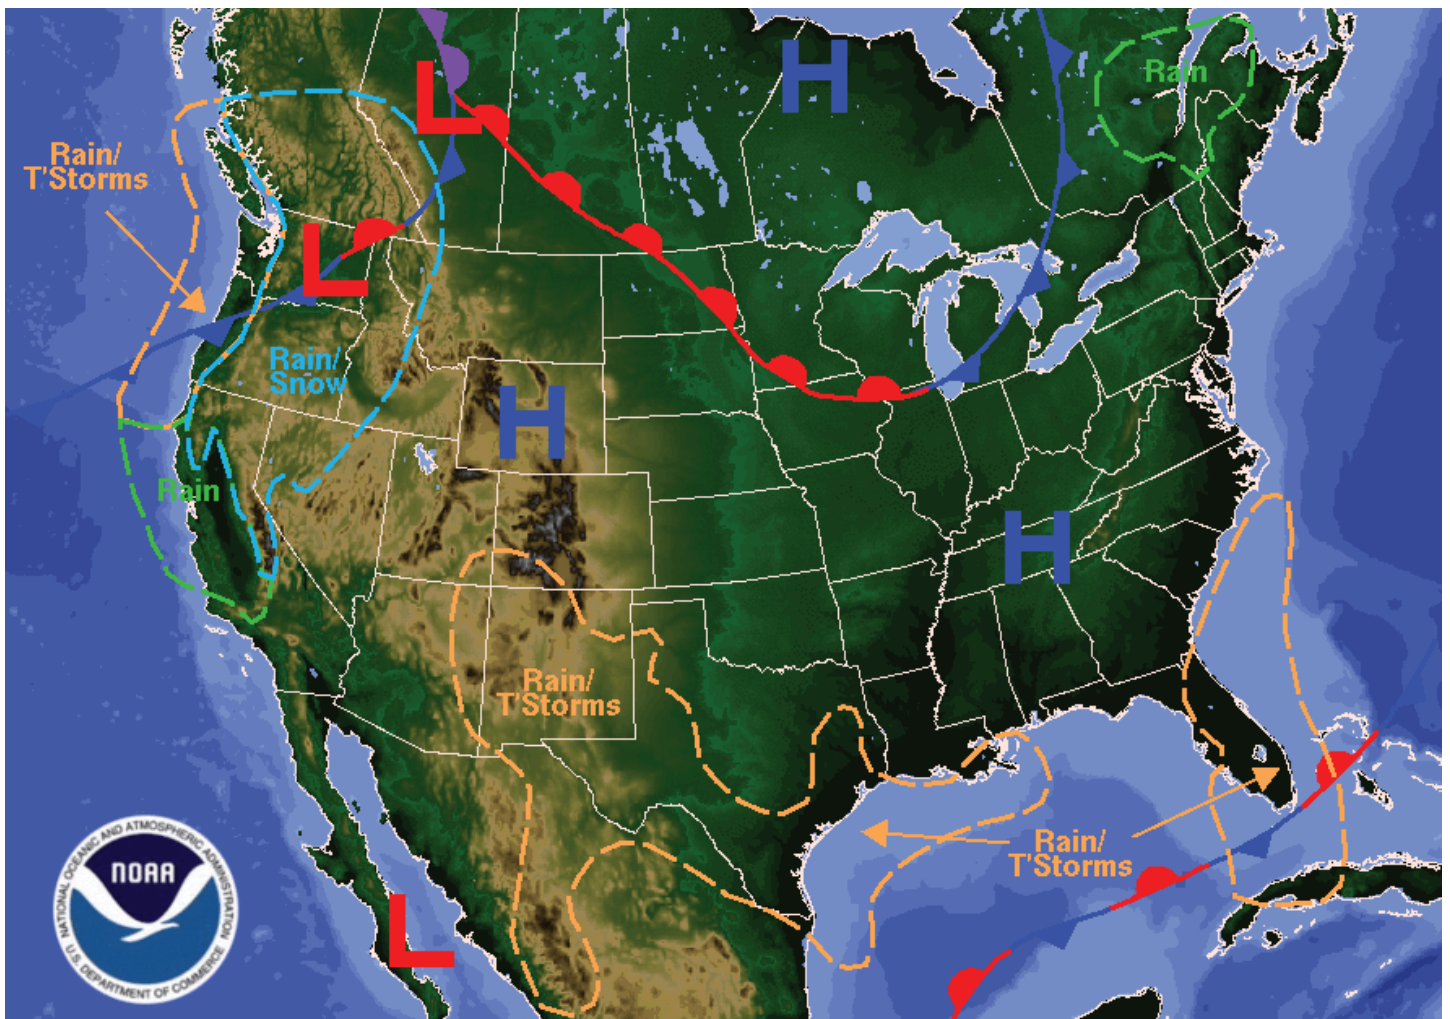 L
H
Rain
Rain/
T'Storms
L
Rain/
Snow
H
Rain
H
Rain/
T'Storms
Rain/
T'Storms
L
NATIONAL OCEANIC AND ATMOSPHERIC ADMINISTRATION
NOAA
U.S. DEPARTMENT OF COMMERCE